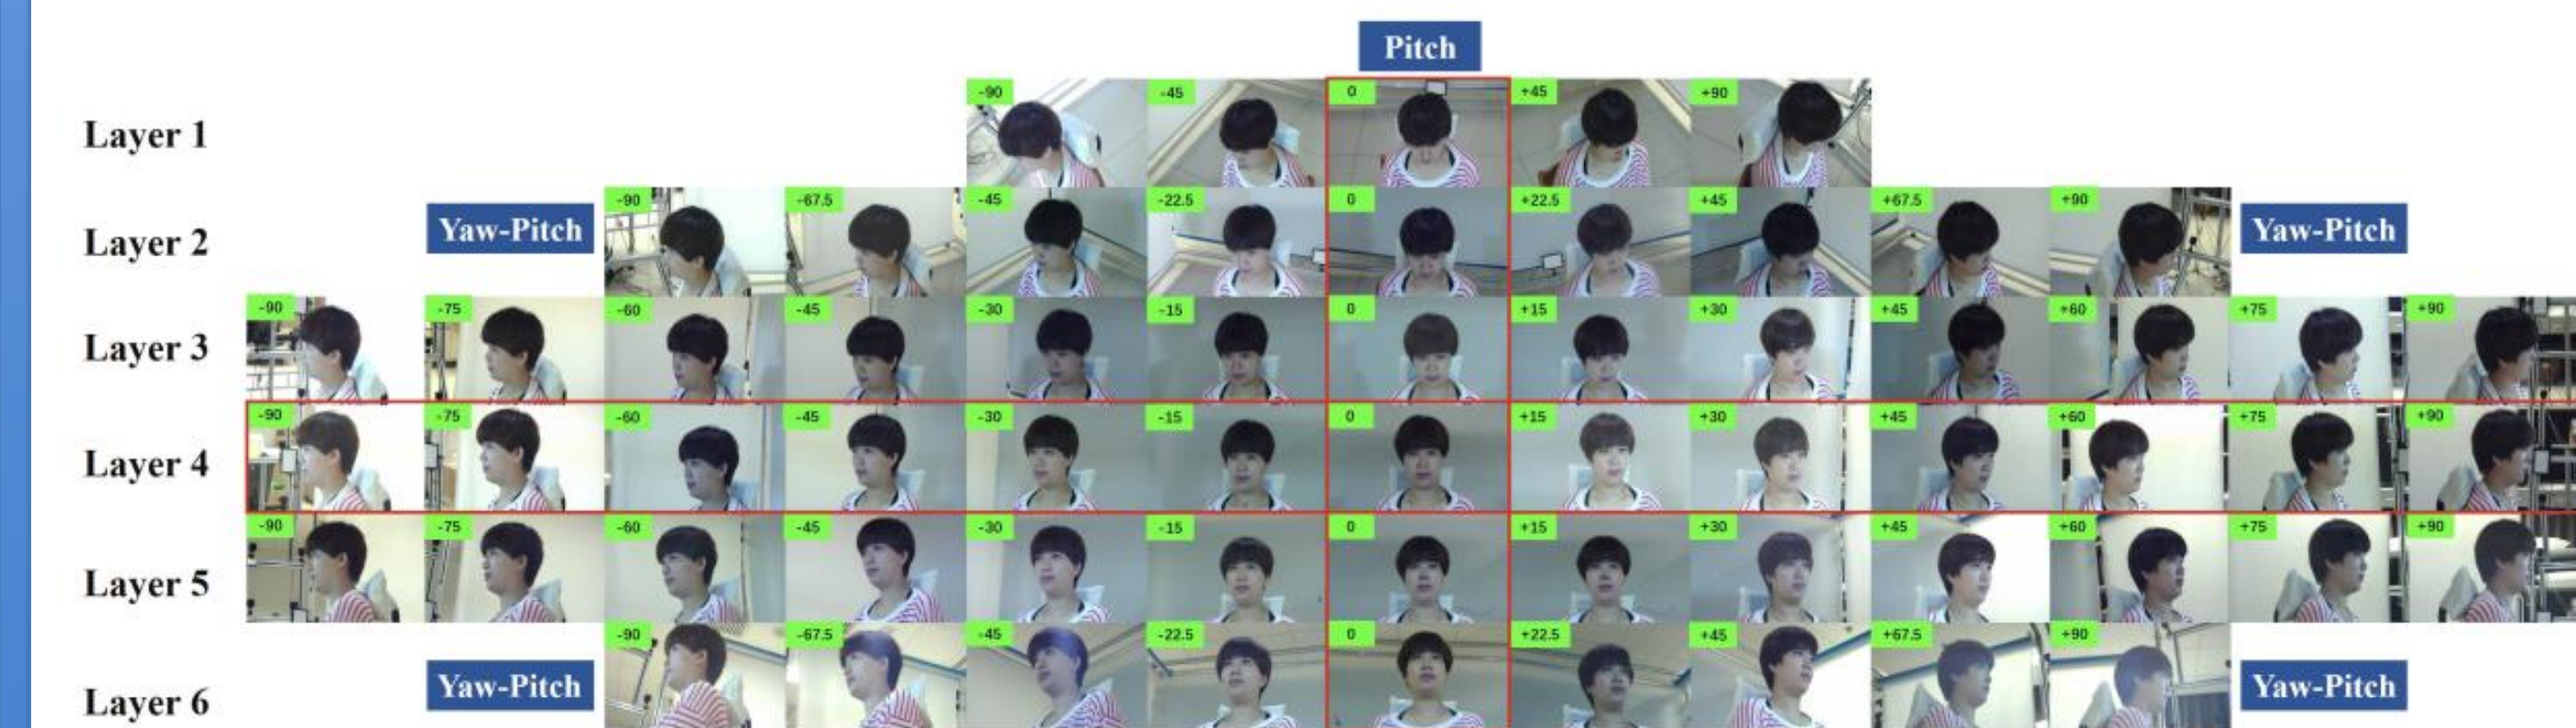 Pitch
Layer 1
-90 -45 0 +45 +90
Layer 2
Yaw-Pitch
-90 -67.5 -45 -22.5 0 +22.5 +45 +67.5 +90
Yaw-Pitch
Layer 3
-90 -75 -60 -45 -30 -15 0 +15 +30 +45 +60 +75 +90
Layer 4
-90 -75 -60 -45 -30 -15 0 +15 +30 +45 +60 +75 +90
Layer 5
-90 -75 -60 -45 -30 -15 0 +15 +30 +45 +60 +75 +90
Layer 6
Yaw-Pitch
-90 -67.5 -45 -22.5 0 +22.5 +45 +67.5 +90
Yaw-Pitch